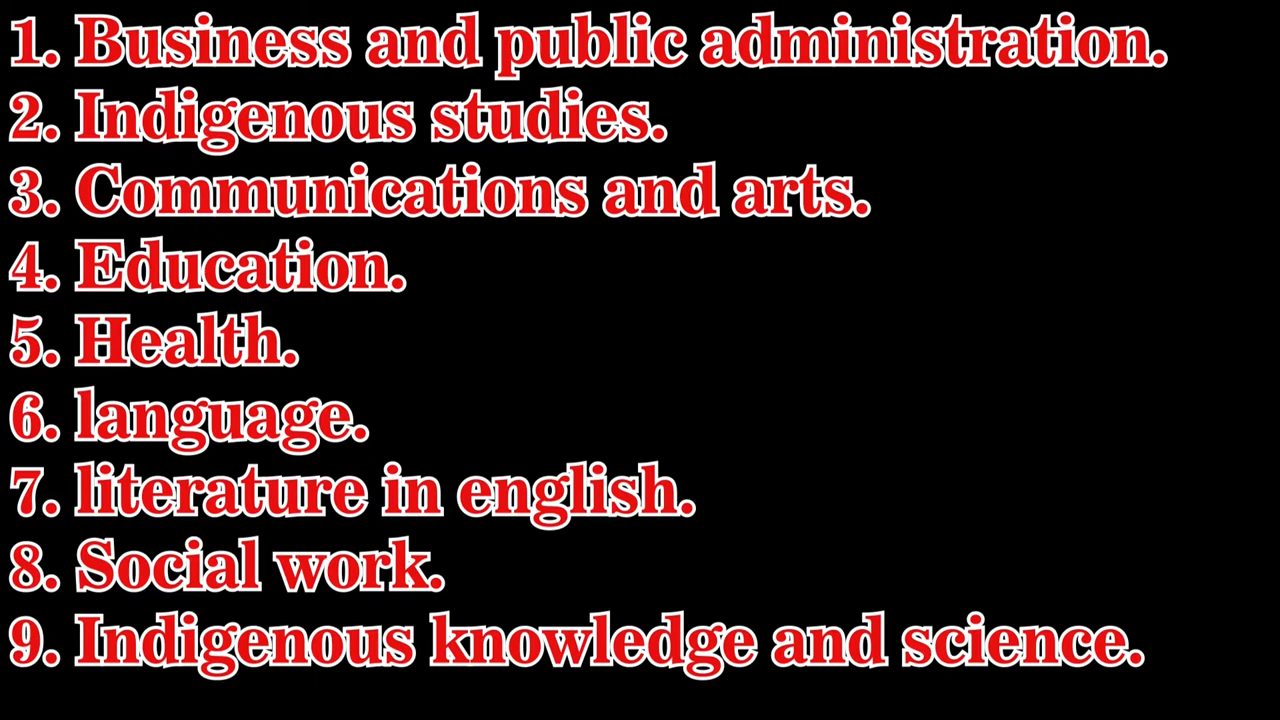 1. Business and public administration.
2. Indigenous studies.
3. Communications and arts.
4. Education.
5. Health.
6. language.
7. literature in english.
8. Social work.
9. Indigenous knowledge and science.